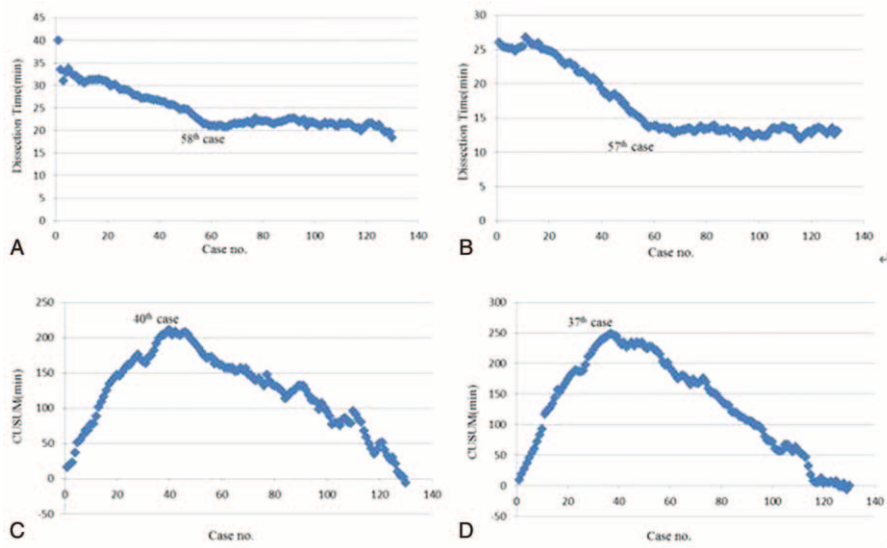 45
40
35
30
25
20
15
10
5
0
Dissection Time(min)
58th case
0 20 40 60 80 100 120 140
Case no.
A
30
25
20
15
10
5
0
Dissection Time(min)
57th case
0 20 40 60 80 100 120 140
Case no.
B
↵
250
200
150
100
50
0
-50
CUSUM(min)
40th case
0 20 40 60 80 100 120 140
Case no.
C
300
250
200
150
100
50
0
-50
CUSUM(min)
37th case
0 20 40 60 80 100 120 140
Case no.
D